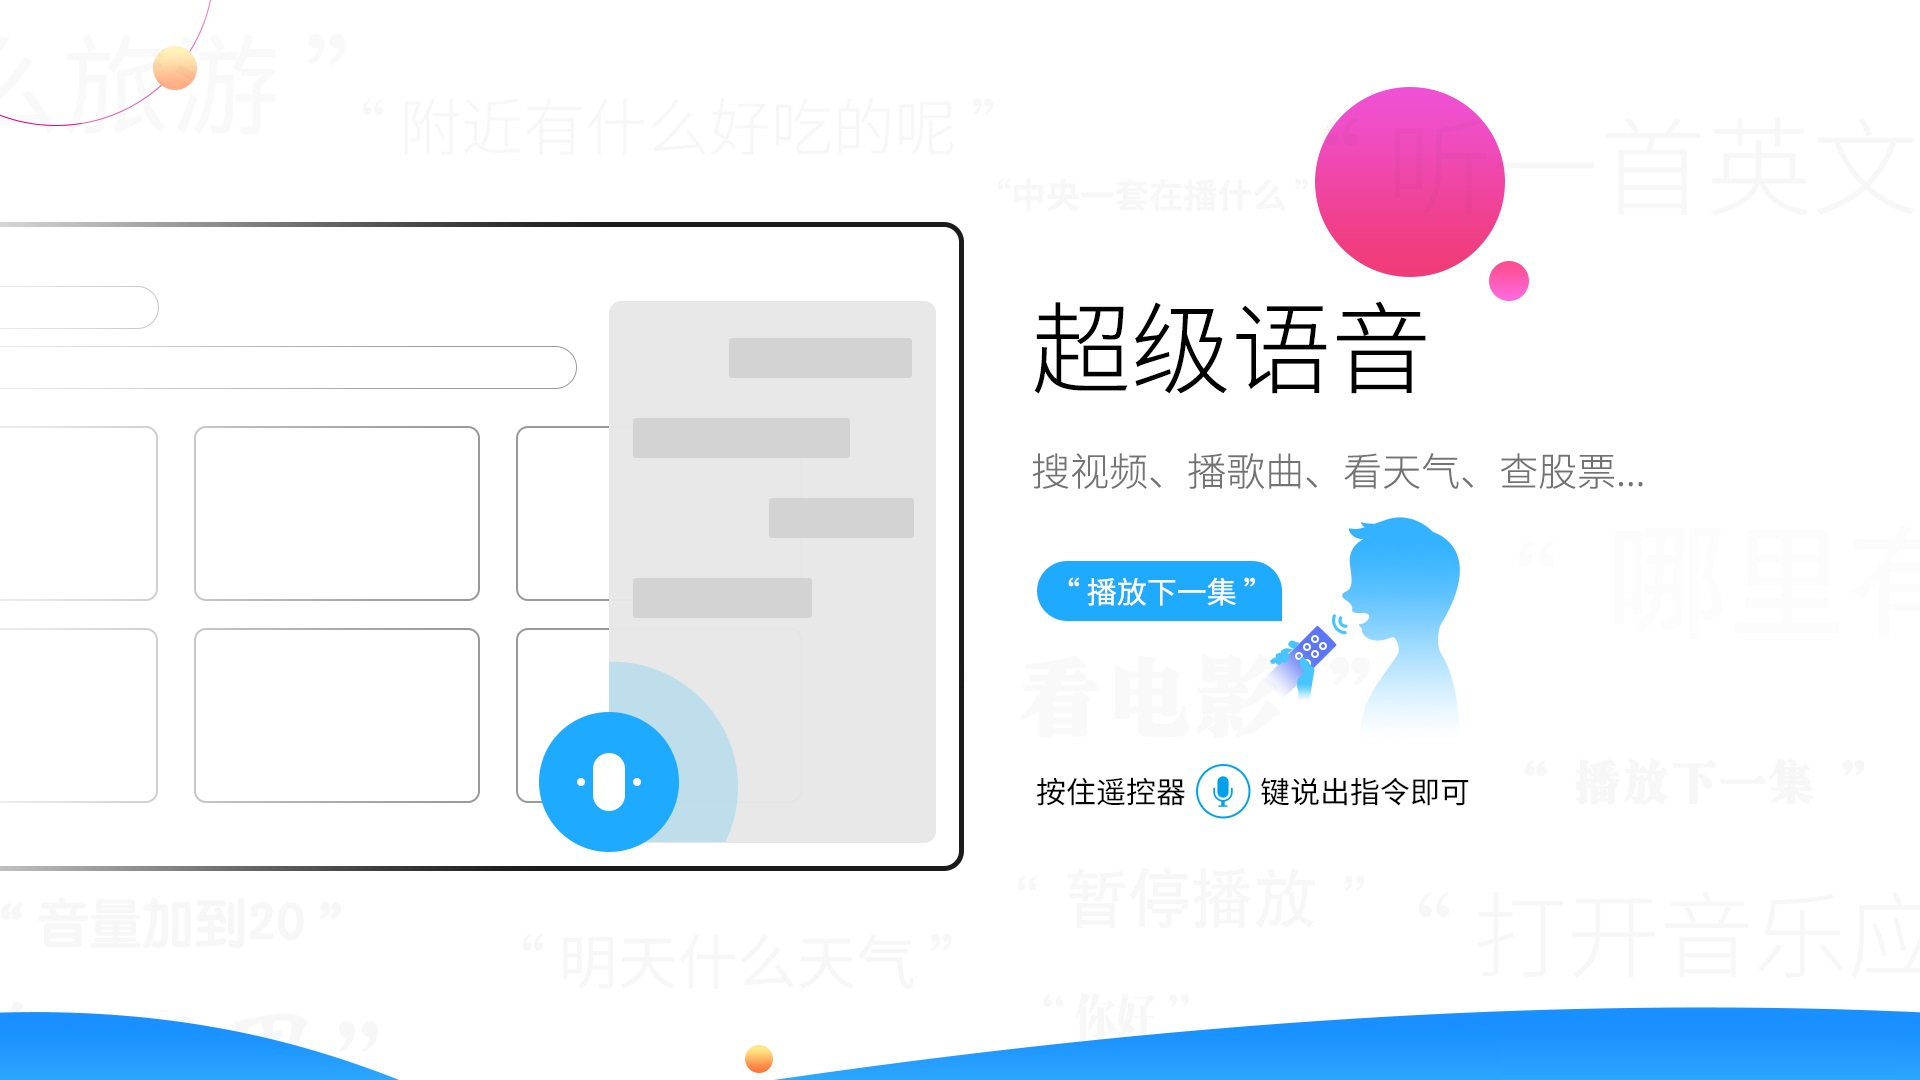 么旅游 ”
“ 附近有什么好吃的呢 ”
“ 听一首英文
“中央一套在播什么 ”
超级语音
搜视频、播歌曲、看天气、查股票...
“ 哪里有
“ 播放下一集 ”
看电影 ”
按住遥控器 键说出指令即可
“ 播放下一集 ”
“ 暂停播放 ”
“ 音量加到20 ”
“ 打开音乐应
“ 明天什么天气 ”
“ 你好 ”
”